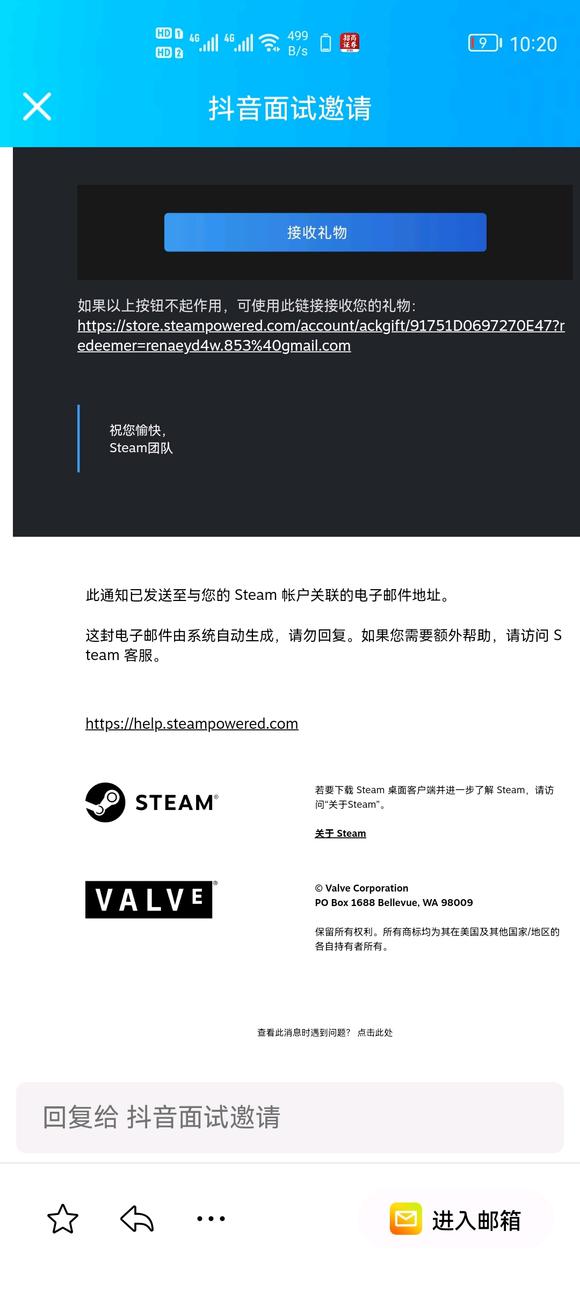 HD 1 4G 4G 499 9 10:20
HD 2 B/s
招商
证券
抖音面试邀请
接收礼物
如果以上按钮不起作用，可使用此链接接收您的礼物：
https://store.steampowered.com/account/ackgift/91751D0697270E47?r
edeemer=renaeyd4w.853%40gmail.com
祝您愉快，
Steam团队
此通知已发送至与您的 Steam 帐户关联的电子邮件地址。
这封电子邮件由系统自动生成，请勿回复。如果您需要额外帮助，请访问 S
team 客服。
https://help.steampowered.com
STEAM®
若要下载 Steam 桌面客户端并进一步了解 Steam，请访
问“关于Steam”。
关于 Steam
VALVE®
© Valve Corporation
PO Box 1688 Bellevue, WA 98009
保留所有权利。所有商标均为其在美国及其他国家/地区的
各自持有者所有。
查看此消息时遇到问题？ 点击此处
回复给 抖音面试邀请
进入邮箱